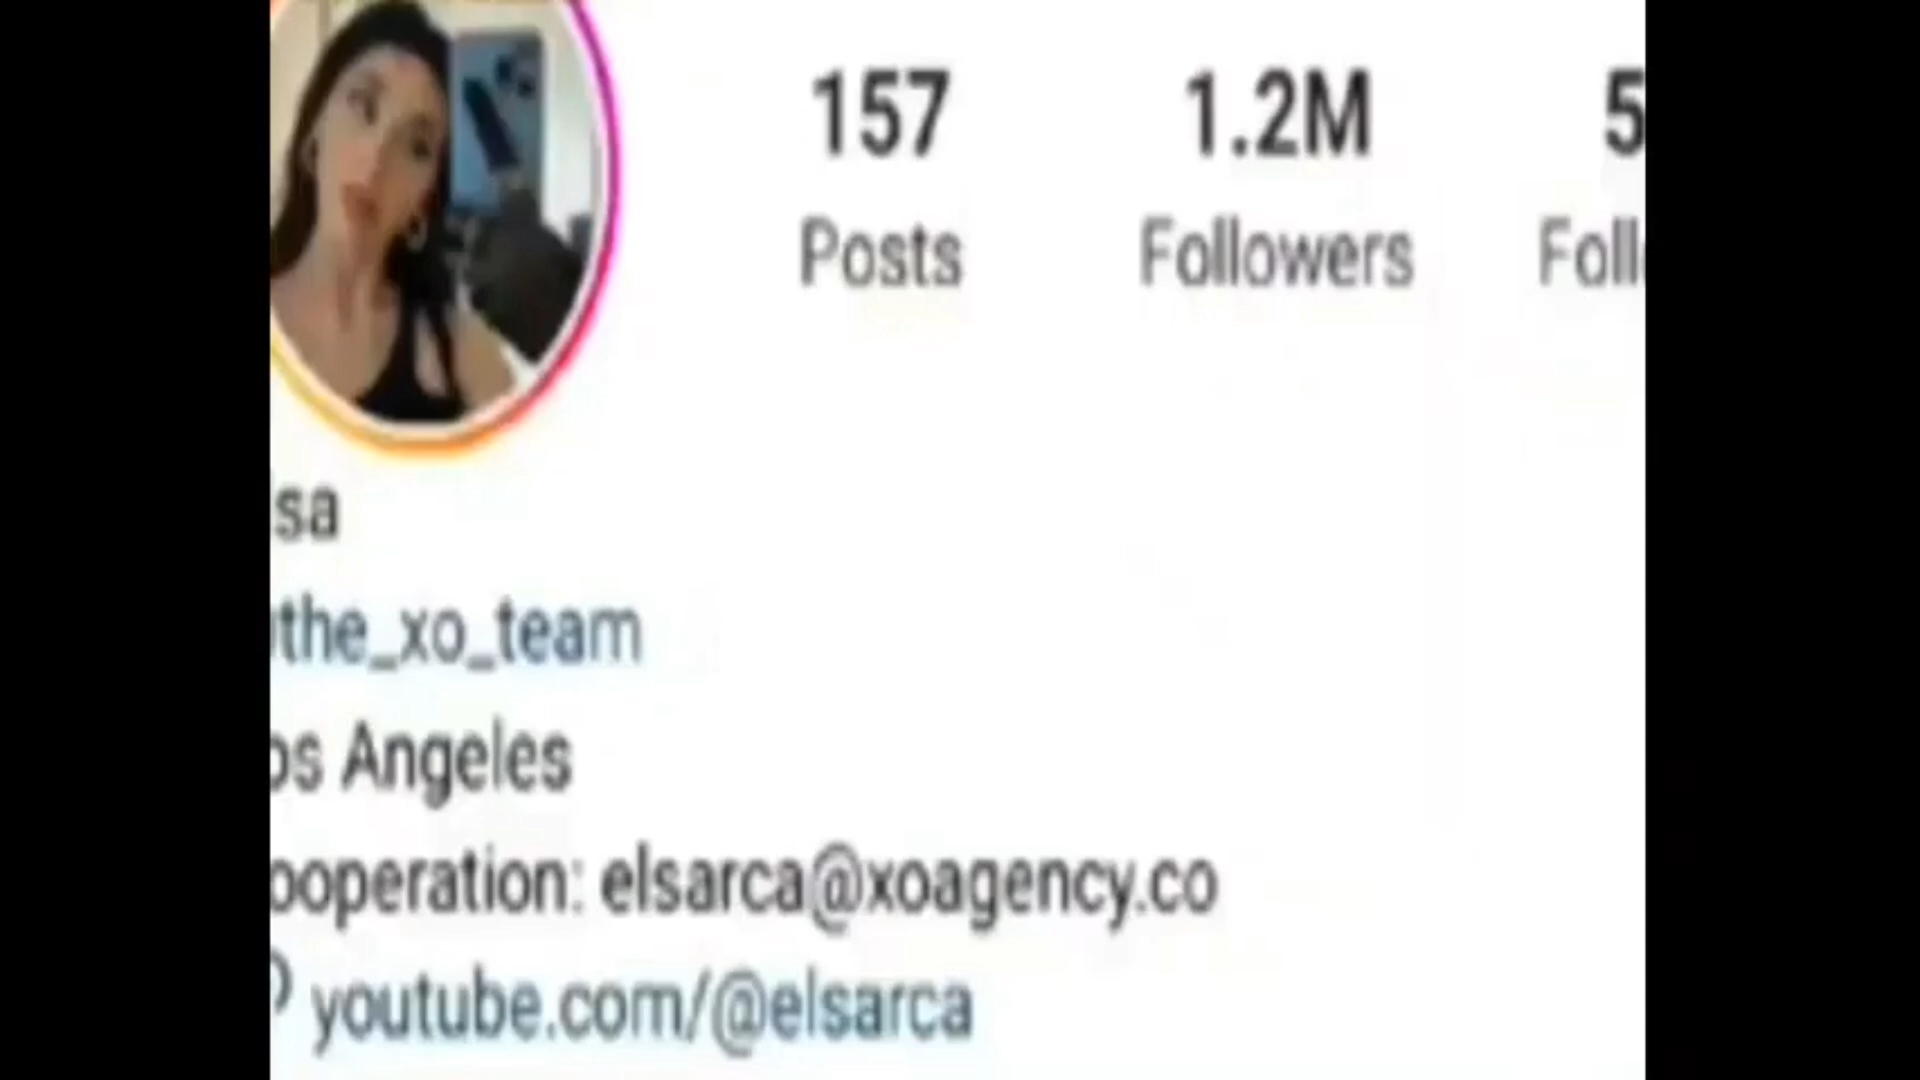 157 1.2M 5
Posts Followers Foll
sa
the_xo_team
os Angeles
ooperation: elsarca@xoagency.co
youtube.com/@elsarca